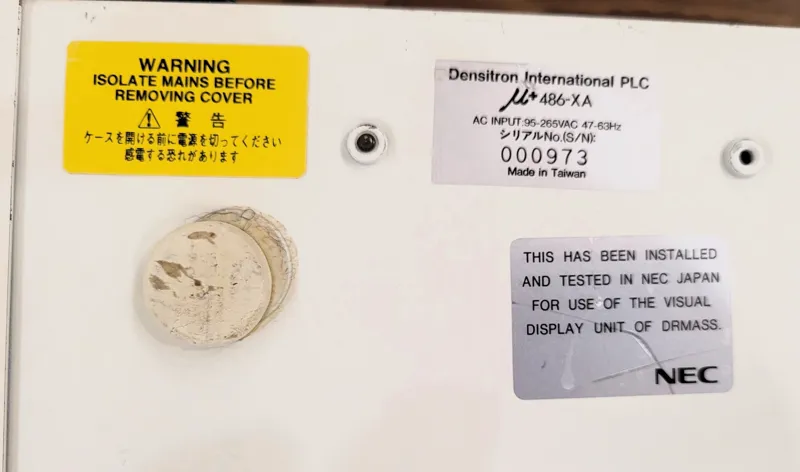 WARNING
ISOLATE MAINS BEFORE
REMOVING COVER
警 告
ケースを開ける前に電源を切ってください
感電する恐れがあります
Densitron International PLC
μ+ 486-XA
AC INPUT:95-265VAC 47-63Hz
シリアルNo.(S/N):
000973
Made in Taiwan
THIS HAS BEEN INSTALLED
AND TESTED IN NEC JAPAN
FOR USE OF THE VISUAL
DISPLAY UNIT OF DRMASS.
NEC